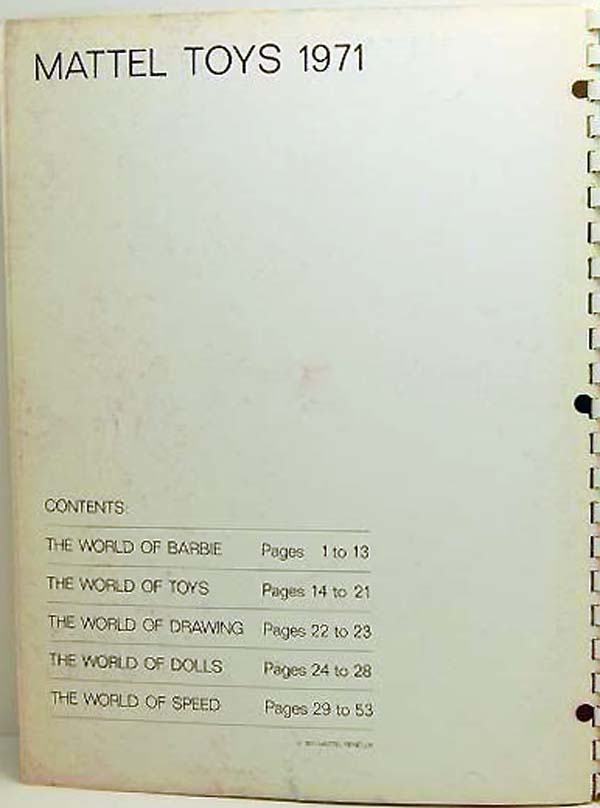 MATTEL TOYS 1971
CONTENTS:
THE WORLD OF BARBIE Pages 1 to 13
THE WORLD OF TOYS Pages 14 to 21
THE WORLD OF DRAWING Pages 22 to 23
THE WORLD OF DOLLS Pages 24 to 28
THE WORLD OF SPEED Pages 29 to 53